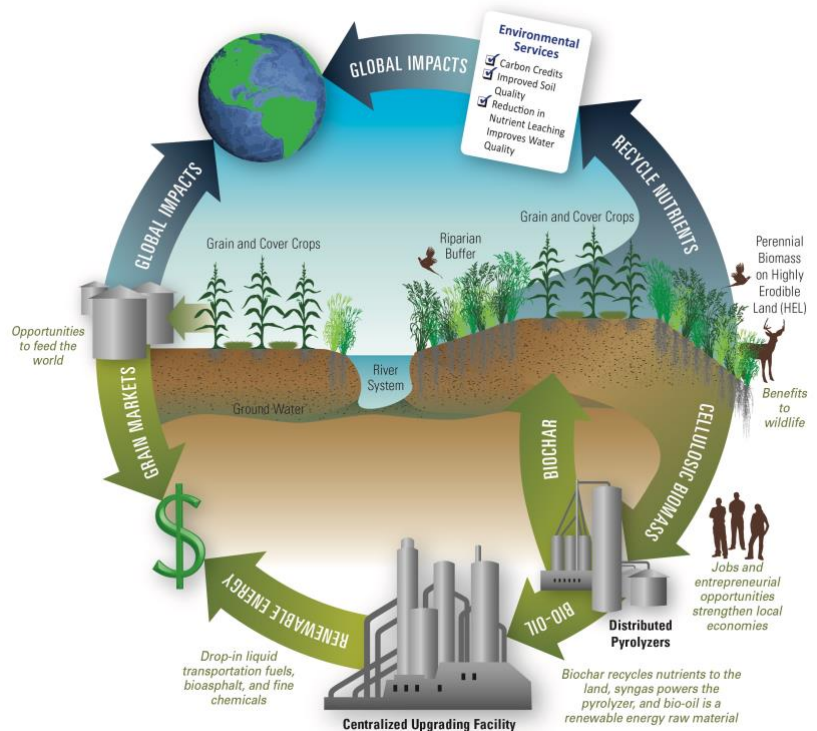 Environmental
Services
Carbon Credits
Improved Soil
Quality
Reduction in
Nutrient Leaching
Improves Water
Quality
GLOBAL IMPACTS
RECYCLE NUTRIENTS
GLOBAL IMPACTS
Grain and Cover Crops
Riparian
Buffer
Grain and Cover Crops
Perennial
Biomass
on Highly
Erodible
Land (HEL)
Opportunities
to feed the
world
River
System
Ground Water
Benefits
to
wildlife
GRAIN MARKETS
BIOCHAR
CELLULOSIC BIOMASS
$
Jobs and
entrepreneurial
opportunities
strengthen local
economies
RENEWABLE ENERGY
BIO-OIL
Distributed
Pyrolyzers
Drop-in liquid
transportation fuels,
bioasphalt, and fine
chemicals
Biochar recycles nutrients to the
land, syngas powers the
pyrolyzer, and bio-oil is a
renewable energy raw material
Centralized Upgrading Facility